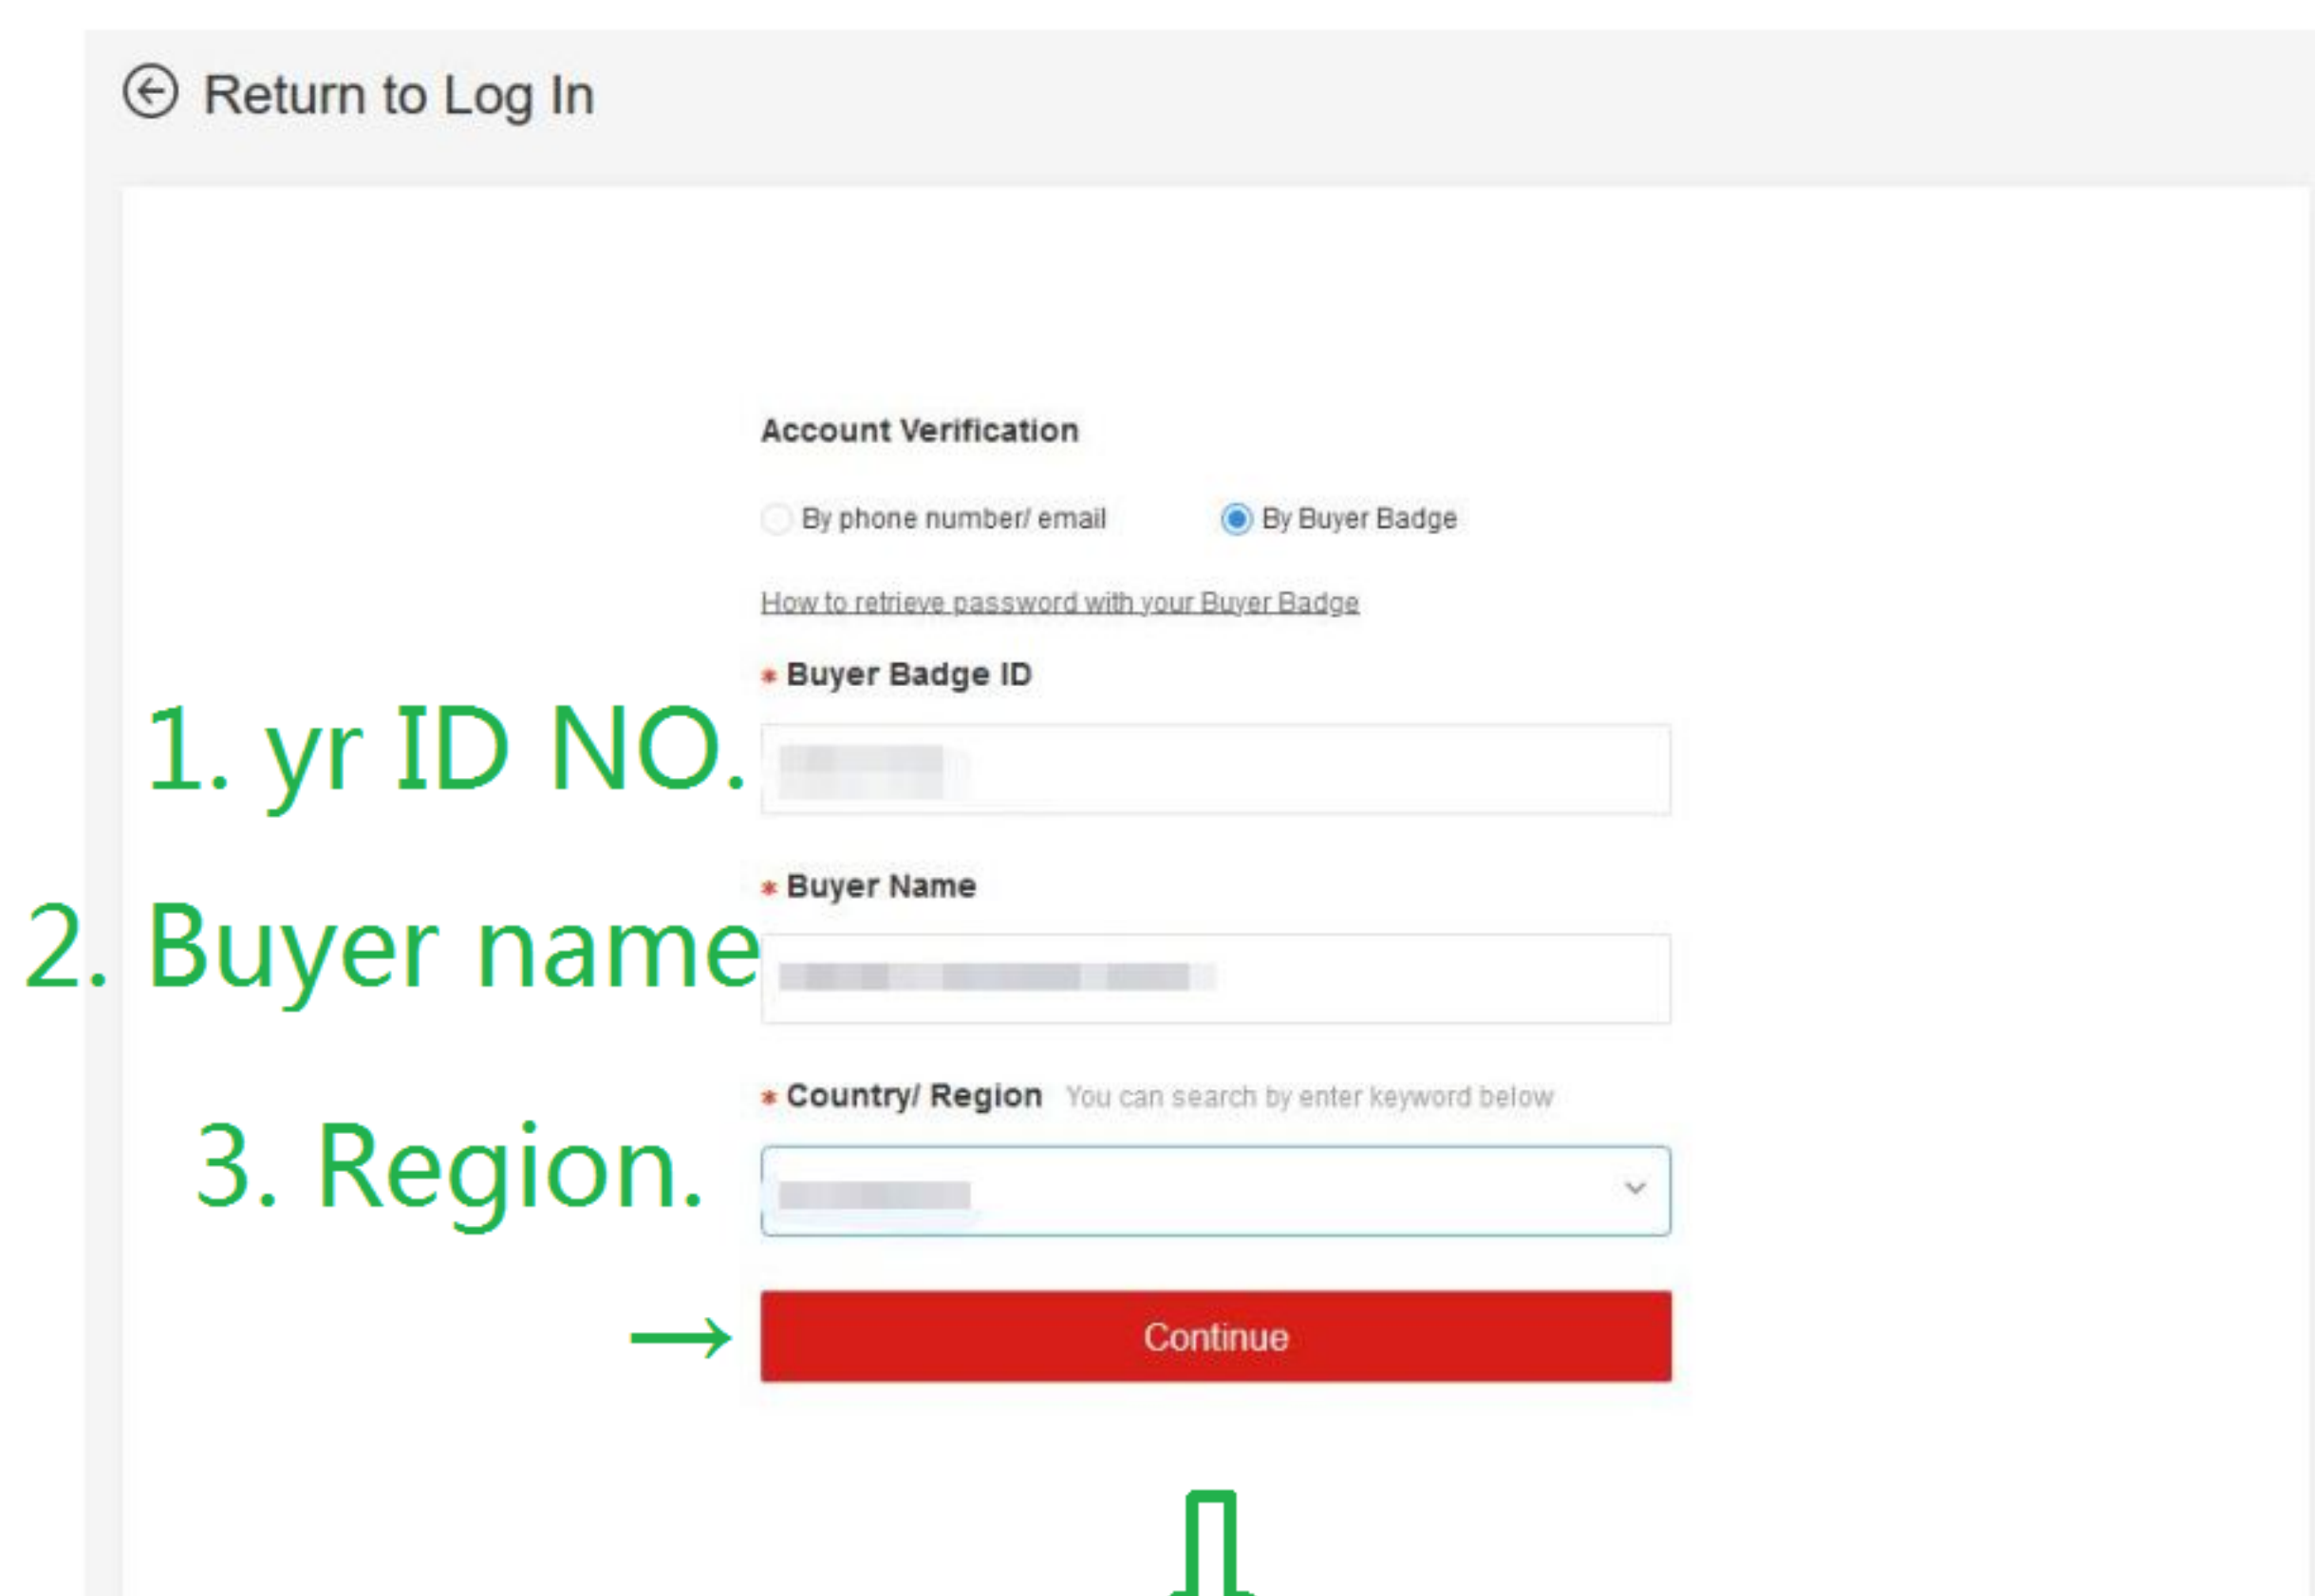 Return to Log In
Account Verification
By phone number/ email By Buyer Badge
How to retrieve password with your Buyer Badge
* Buyer Badge ID
1. yr ID NO.
* Buyer Name
2. Buyer name
* Country/ Region You can search by enter keyword below
3. Region.
→ Continue